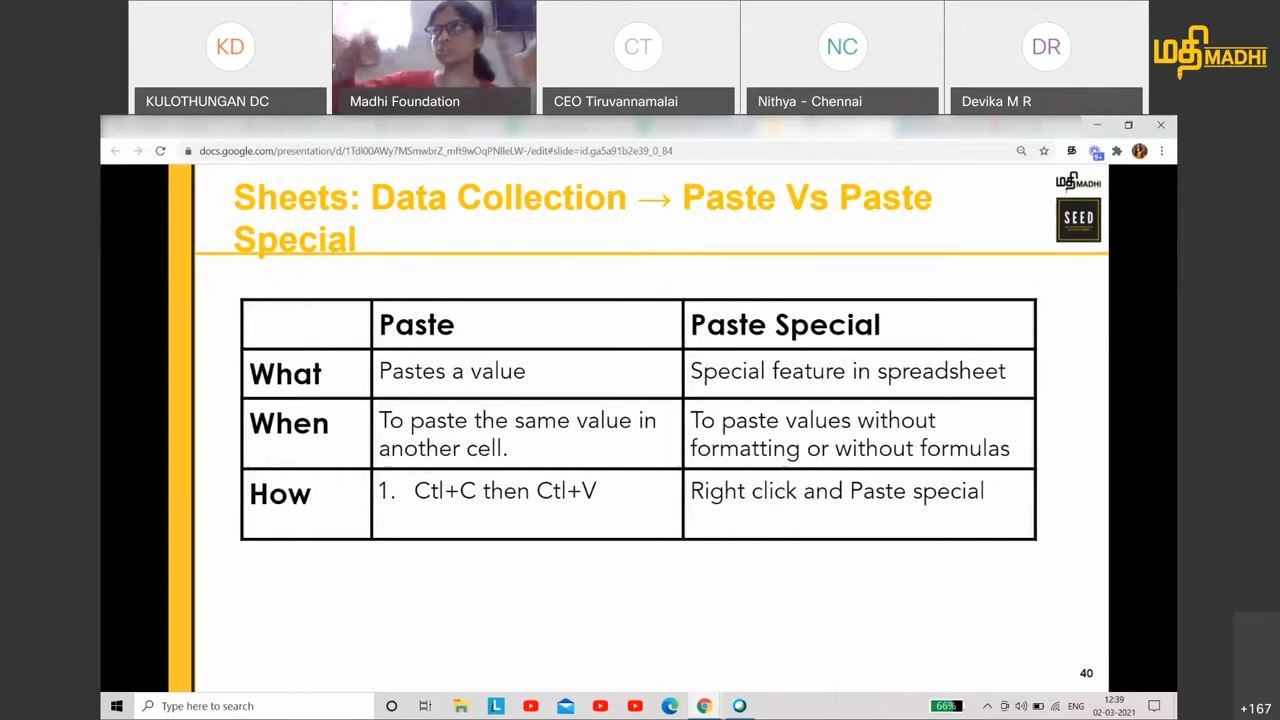 KD
CT
NC
DR
KULOTHUNGAN DC
Madhi Foundation
CEO Tiruvannamalai
Nithya - Chennai
Devika M R
மதி MADHI
docs.google.com/presentation/d/1Tdl00AWy7MSmwbrZ_mft9wOqPNlleLW-/edit#slide=id.ga5a91b2e39_0_84
Sheets: Data Collection → Paste Vs Paste
Special
மதி MADHI
SEED
Paste
Paste Special
What
Pastes a value
Special feature in spreadsheet
When
To paste the same value in
another cell.
To paste values without
formatting or without formulas
How
1. Ctl+C then Ctl+V
Right click and Paste special
40
Type here to search
66%
ENG
12:39
02-03-2021
+167